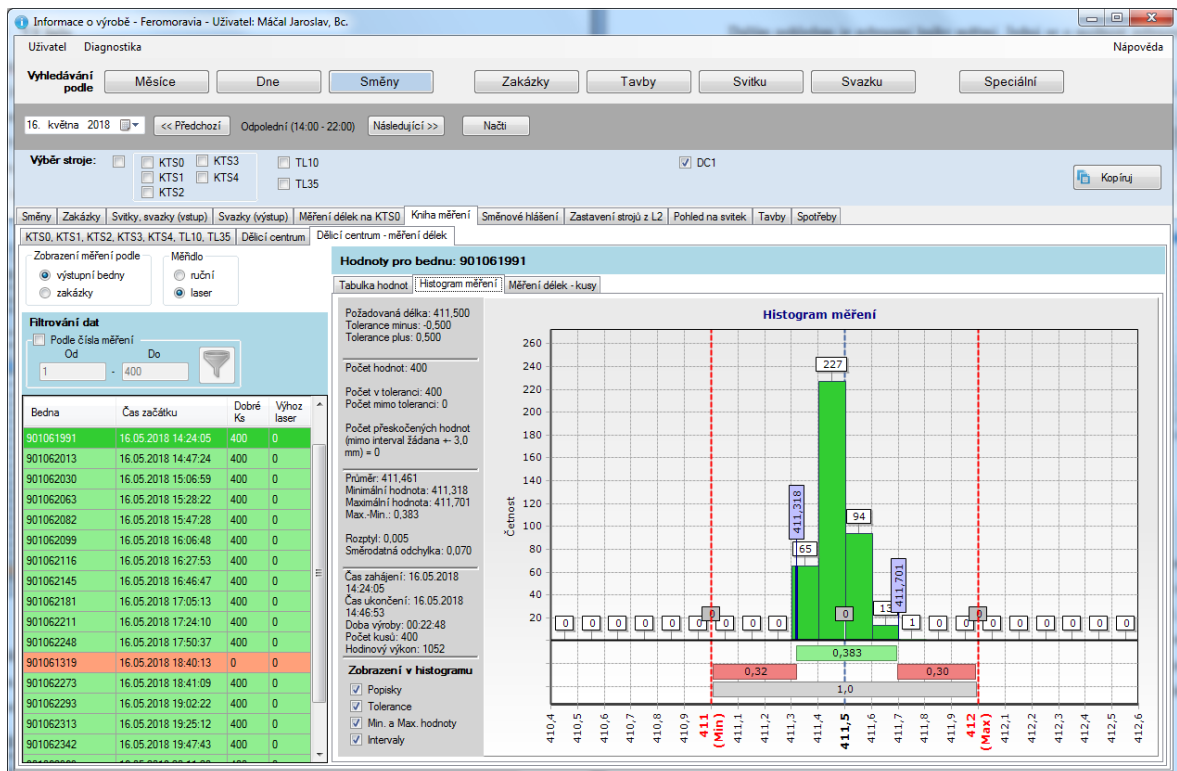 Informace o výrobě - Feromoravia - Uživatel: Máčal Jaroslav, Bc.
Uživatel Diagnostika Nápověda
Vyhledávání podle Měsíce Dne Směny Zakázky Tavby Svitku Svazku Speciální
16. května 2018 << Předchozí Odpolední (14:00 - 22:00) Následující >> Načti
Výběr stroje: KTS0 KTS3 TL10 DC1
KTS1 KTS4 TL35 Kopíruj
KTS2
Směny Zakázky Svitky, svazky (vstup) Svazky (výstup) Měření délek na KTS0 Kniha měření Směnové hlášení Zastavení strojů z L2 Pohled na svitek Tavby Spotřeby
KTS0, KTS1, KTS2, KTS3, KTS4, TL10, TL35 Dělicí centrum Dělicí centrum - měření délek
Zobrazení měření podle Měřidlo
výstupní bedny ruční
zakázky laser
Filtrování dat
Podle čísla měření
Od Do
1 - 400
Bedna Čas začátku Dobré Ks Výhoz laser
901061991 16.05.2018 14:24:05 400 0
901062013 16.05.2018 14:47:24 400 0
901062030 16.05.2018 15:06:59 400 0
901062063 16.05.2018 15:28:22 400 0
901062082 16.05.2018 15:47:28 400 0
901062099 16.05.2018 16:06:48 400 0
901062116 16.05.2018 16:27:53 400 0
901062145 16.05.2018 16:46:47 400 0
901062181 16.05.2018 17:05:13 400 0
901062211 16.05.2018 17:24:10 400 0
901062248 16.05.2018 17:50:37 400 0
901061319 16.05.2018 18:40:13 0 0
901062273 16.05.2018 18:41:09 400 0
901062293 16.05.2018 19:02:22 400 0
901062313 16.05.2018 19:25:12 400 0
901062342 16.05.2018 19:47:43 400 0
Hodnoty pro bednu: 901061991
Tabulka hodnot Histogram měření Měření délek - kusy
Požadovaná délka: 411,500
Tolerance minus: -0,500
Tolerance plus: 0,500
Počet hodnot: 400
Počet v toleranci: 400
Počet mimo toleranci: 0
Počet přeskočených hodnot
(mimo interval žádana +- 3,0
mm) = 0
Průměr: 411,461
Minimální hodnota: 411,318
Maximální hodnota: 411,701
Max.-Min.: 0,383
Rozptyl: 0,005
Směrodatná odchylka: 0,070
Čas zahájení: 16.05.2018
14:24:05
Čas ukončení: 16.05.2018
14:46:53
Doba výroby: 00:22:48
Počet kusů: 400
Hodinový výkon: 1052
Zobrazení v histogramu
Popisky
Tolerance
Min. a Max. hodnoty
Intervaly
Histogram měření
Četnost
260
240
220
200
180
160
140
120
100
80
60
40
20
227
94
65
13
411,318
411,701
0 0 0 0 0 0 0 0 0 0 0 1 0 0 0 0 0 0 0 0
0,383
0,32 0,30
1,0
410,4 410,5 410,6 410,7 410,8 410,9 411 (Min) 411,1 411,2 411,3 411,4 411,5 411,6 411,7 411,8 411,9 412 (Max) 412,1 412,2 412,3 412,4 412,5 412,6